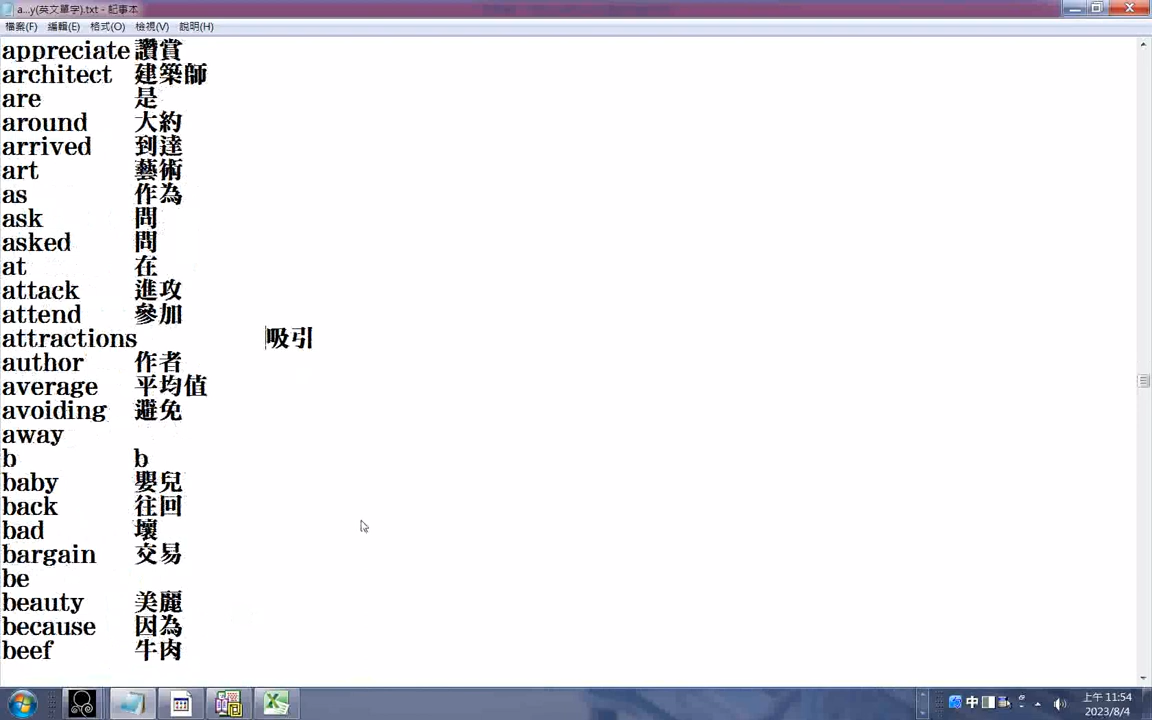 a...y(英文單字).txt - 記事本
檔案(F) 編輯(E) 格式(O) 檢視(V) 說明(H)
appreciate 讚賞
architect 建築師
are 是
around 大約
arrived 到達
art 藝術
as 作為
ask 問
asked 問
at 在
attack 進攻
attend 參加
attractions 吸引
author 作者
average 平均值
avoiding 避免
away
b b
baby 嬰兒
back 往回
bad 壞
bargain 交易
be
beauty 美麗
because 因為
beef 牛肉
中
上午 11:54
2023/8/4